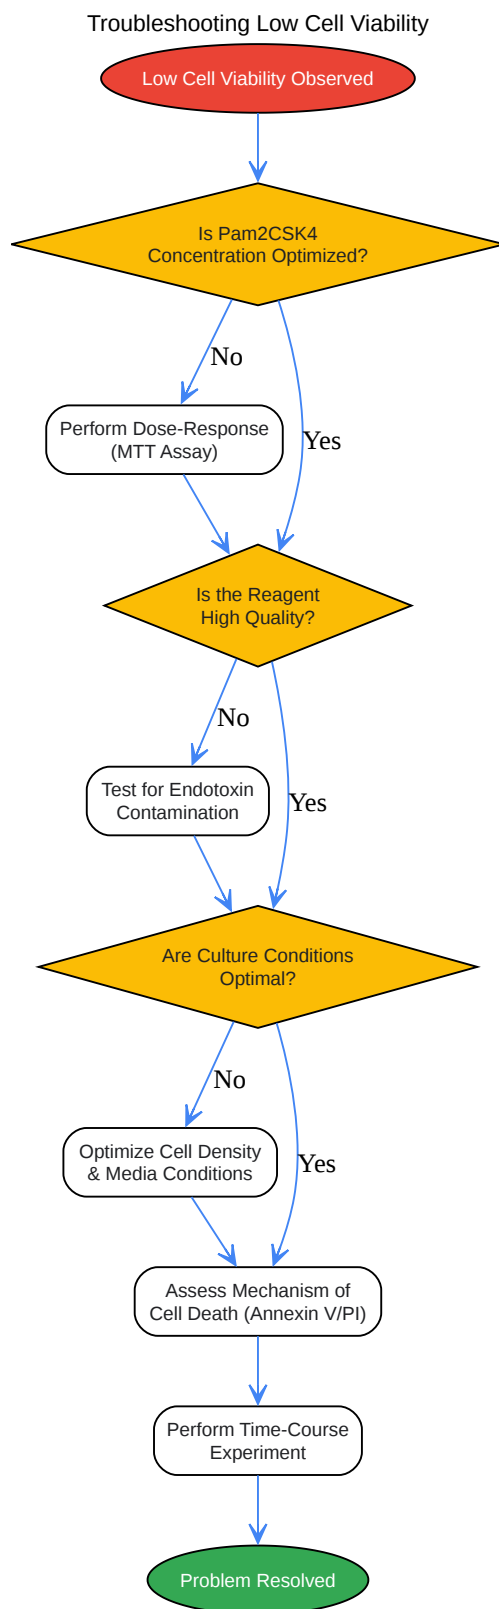 Troubleshooting Low Cell Viability
Low Cell Viability Observed
Is Pam2CSK4
Concentration Optimized?
No
Perform Dose-Response
(MTT Assay)
Yes
Is the Reagent
High Quality?
No
Test for Endotoxin
Contamination
Yes
Are Culture Conditions
Optimal?
No
Optimize Cell Density
& Media Conditions
Yes
Assess Mechanism of
Cell Death (Annexin V/PI)
Perform Time-Course
Experiment
Problem Resolved